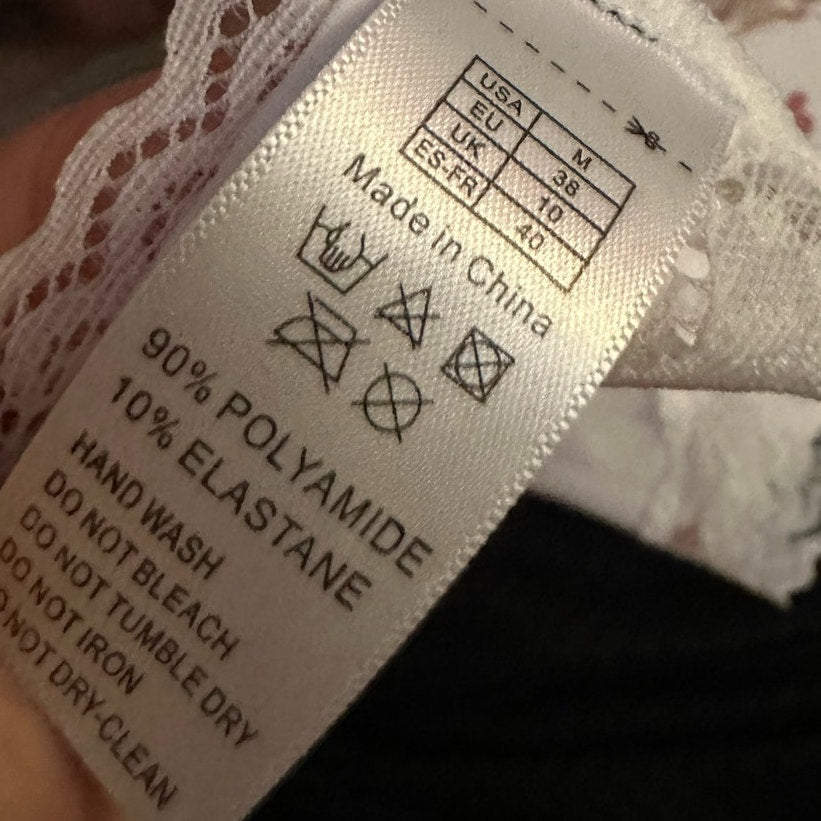 USA M
EU 38
UK 10
ES-FR 40
Made in China
90% POLYAMIDE
10% ELASTANE
HAND WASH
DO NOT BLEACH
DO NOT TUMBLE DRY
DO NOT IRON
DO NOT DRY-CLEAN